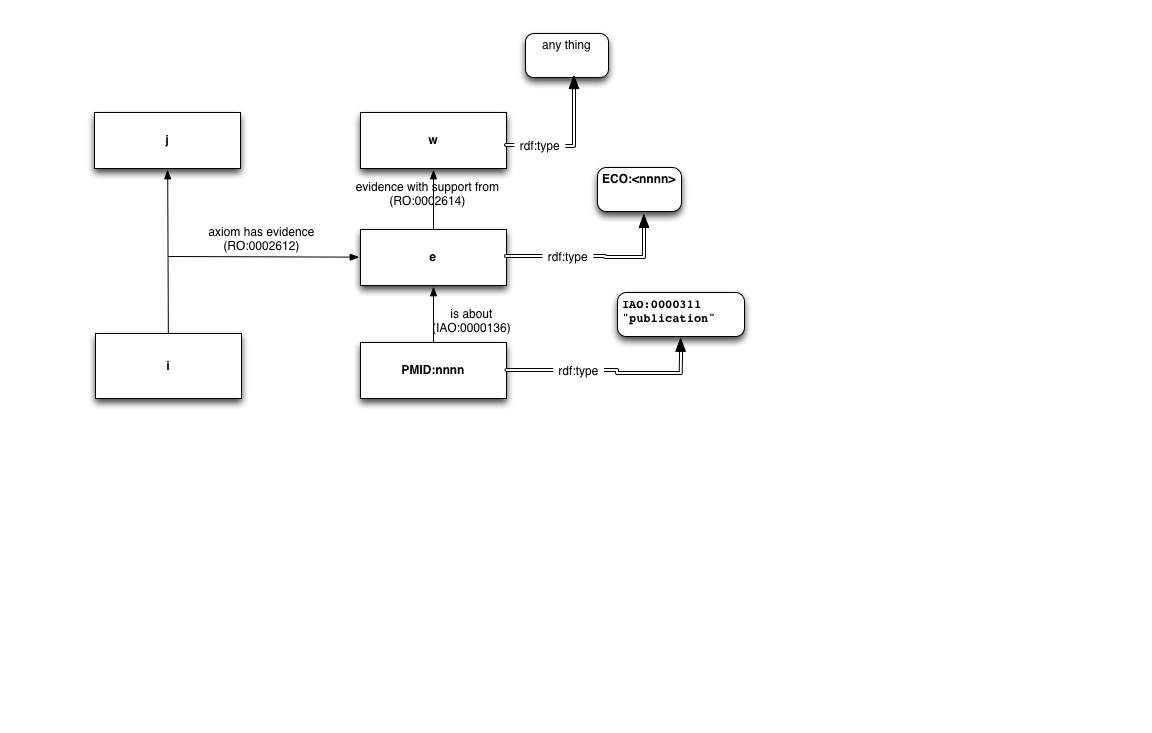 any thing
j
w
rdf:type
ECO:<nnnn>
evidence with support from
(RO:0002614)
axiom has evidence
(RO:0002612)
e
rdf:type
IAO:0000311
"publication"
is about
(IAO:0000136)
i
PMID:nnnn
rdf:type